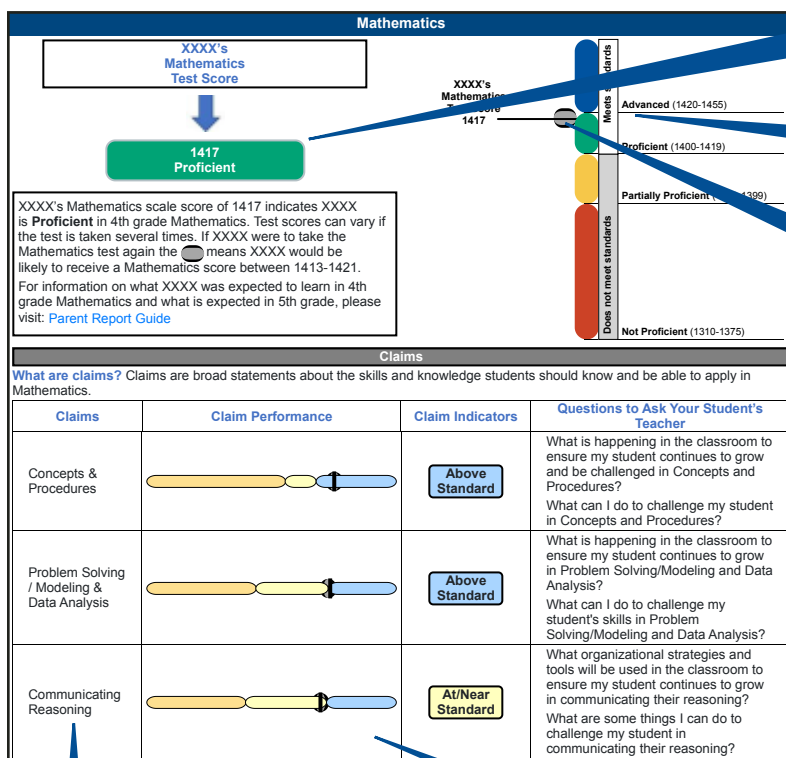 Mathematics
XXXX's
Mathematics
Test Score
1417
Proficient
XXXX's
Mathematics
1417
Meets
Advanced (1420-1455)
Proficient (1400-1419)
Partially Proficient
Does not meet standards
Not Proficient (1310-1375)
XXXX's Mathematics scale score of 1417 indicates XXXX
is Proficient in 4th grade Mathematics. Test scores can vary if
the test is taken several times. If XXXX were to take the
Mathematics test again the means XXXX would be
likely to receive a Mathematics score between 1413-1421.
For information on what XXXX was expected to learn in 4th
grade Mathematics and what is expected in 5th grade, please
visit: Parent Report Guide
Claims
What are claims? Claims are broad statements about the skills and knowledge students should know and be able to apply in
Mathematics.
Claims
Claim Performance
Claim Indicators
Questions to Ask Your Student's
Teacher
Concepts &
Procedures
Above
Standard
What is happening in the classroom to
ensure my student continues to grow
and be challenged in Concepts and
Procedures?
What can I do to challenge my student
in Concepts and Procedures?
Problem Solving
/ Modeling &
Data Analysis
Above
Standard
What is happening in the classroom to
ensure my student continues to grow
in Problem Solving/Modeling and Data
Analysis?
What can I do to challenge my
student's skills in Problem
Solving/Modeling and Data Analysis?
Communicating
Reasoning
At/Near
Standard
What organizational strategies and
tools will be used in the classroom to
ensure my student continues to grow
in communicating their reasoning?
What are some things I can do to
challenge my student in
communicating their reasoning?